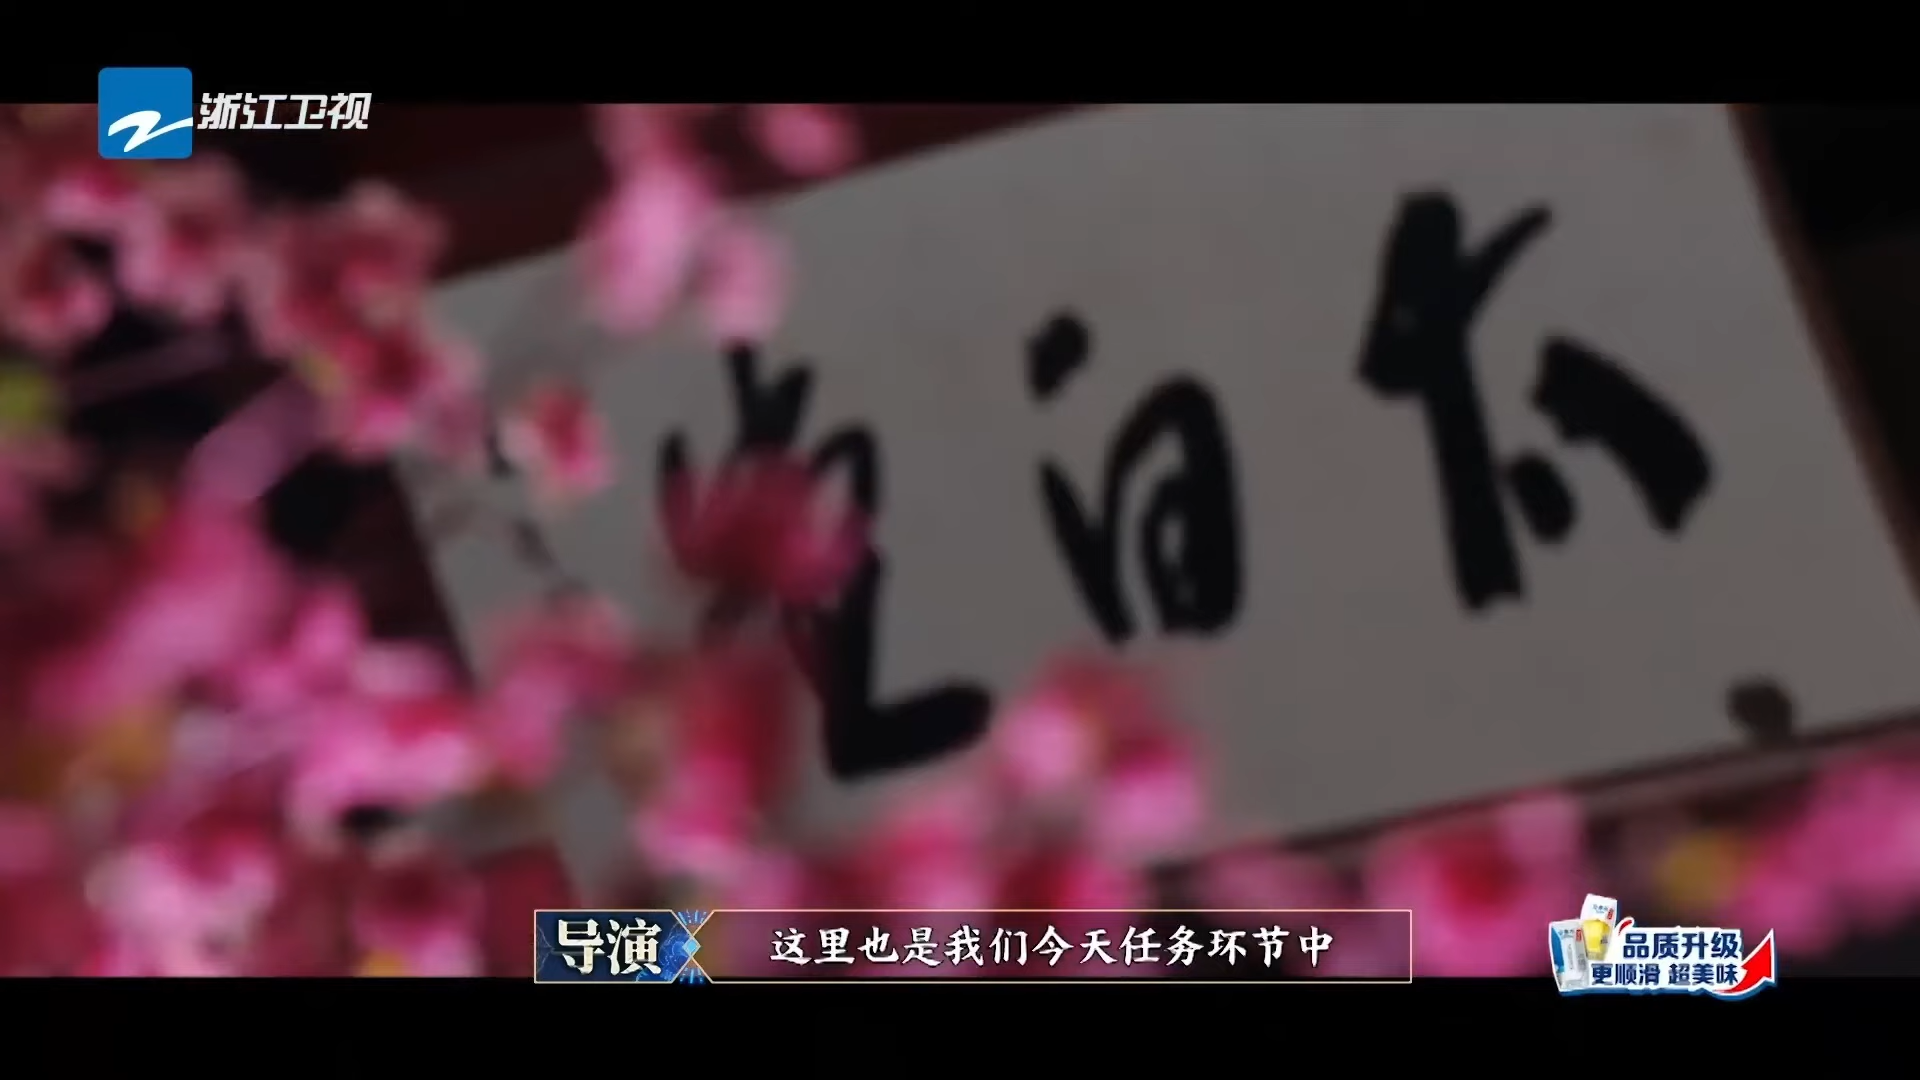 浙江卫视
导演 这里也是我们今天任务环节中
品质升级
更顺滑 超美味